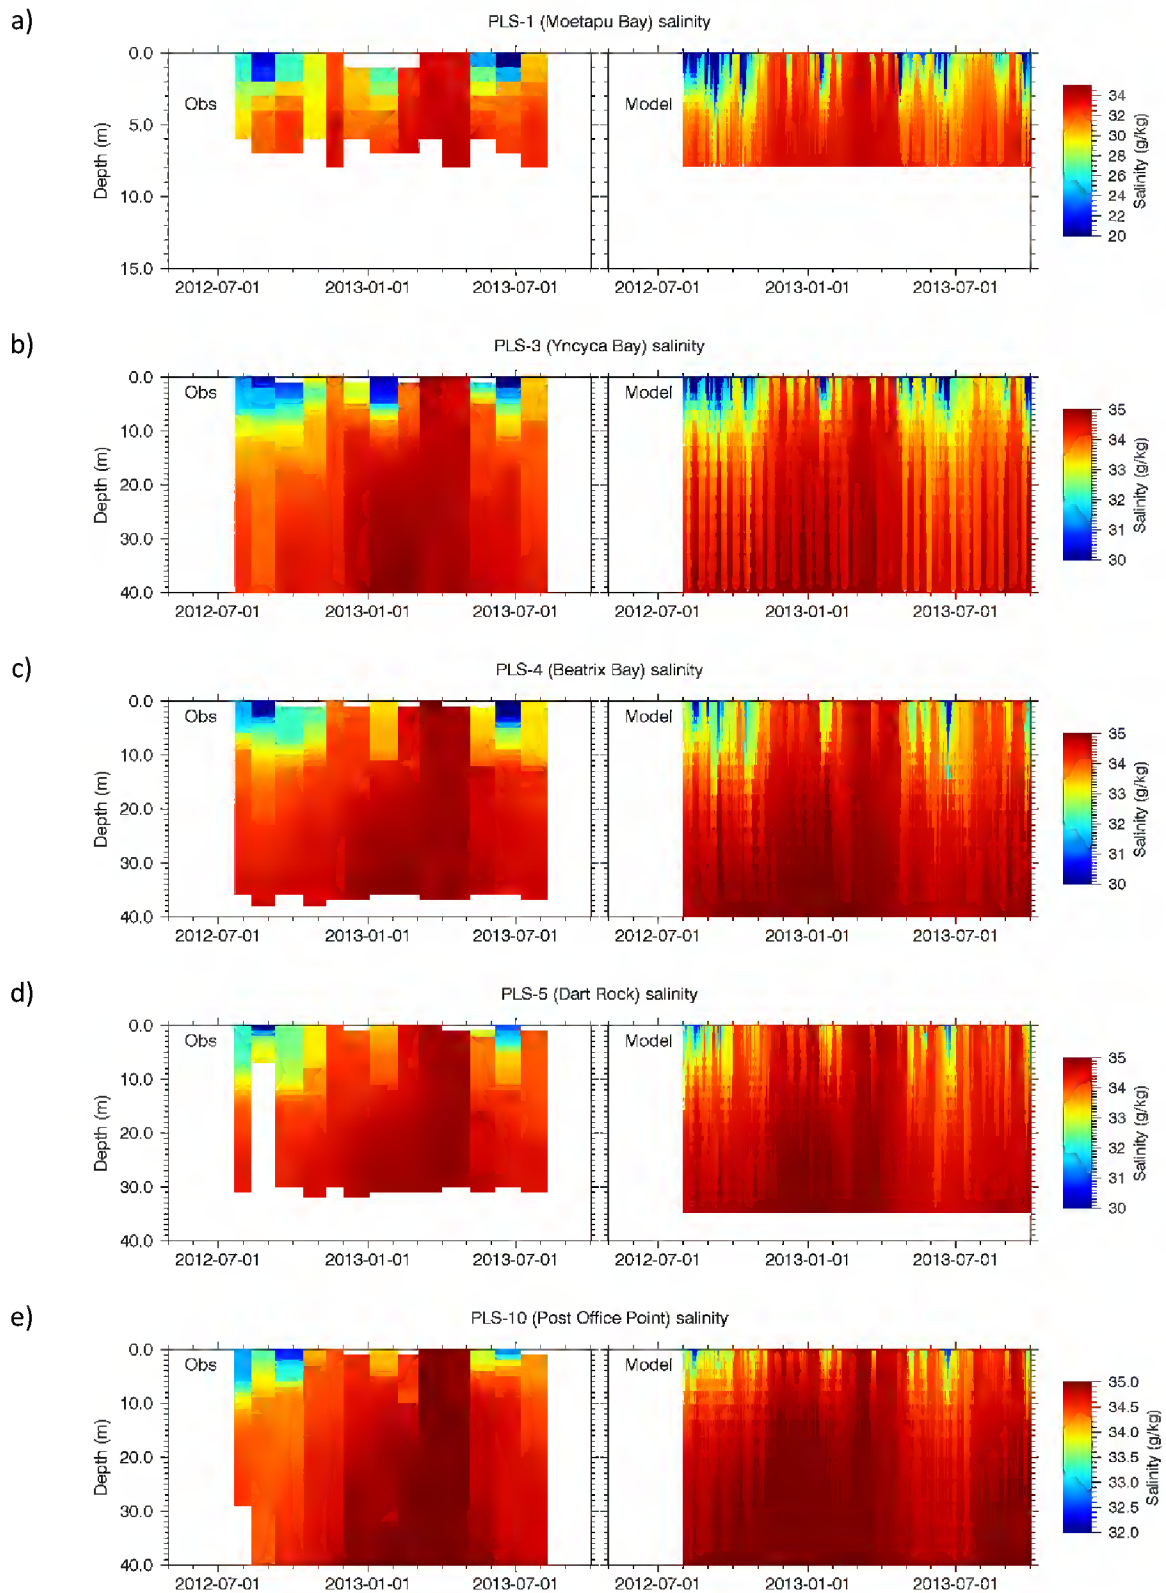 a)
PLS-1 (Moetapu Bay) salinity
0.0
5.0
10.0
15.0
Depth (m)
Obs
Model
2012-07-01 2013-01-01 2013-07-01
2012-07-01 2013-01-01 2013-07-01
34
32
30
28
26
24
22
20
Salinity (g/kg)
b)
PLS-3 (Yncyca Bay) salinity
0.0
10.0
20.0
30.0
40.0
Depth (m)
Obs
Model
2012-07-01 2013-01-01 2013-07-01
2012-07-01 2013-01-01 2013-07-01
35
34
33
32
31
30
Salinity (g/kg)
c)
PLS-4 (Beatrix Bay) salinity
0.0
10.0
20.0
30.0
40.0
Depth (m)
Obs
Model
2012-07-01 2013-01-01 2013-07-01
2012-07-01 2013-01-01 2013-07-01
35
34
33
32
31
30
Salinity (g/kg)
d)
PLS-5 (Dart Rock) salinity
0.0
10.0
20.0
30.0
40.0
Depth (m)
Obs
Model
2012-07-01 2013-01-01 2013-07-01
2012-07-01 2013-01-01 2013-07-01
35
34
33
32
31
30
Salinity (g/kg)
e)
PLS-10 (Post Office Point) salinity
0.0
10.0
20.0
30.0
40.0
Depth (m)
Obs
Model
2012-07-01 2013-01-01 2013-07-01
2012-07-01 2013-01-01 2013-07-01
35.0
34.5
34.0
33.5
33.0
32.5
32.0
Salinity (g/kg)